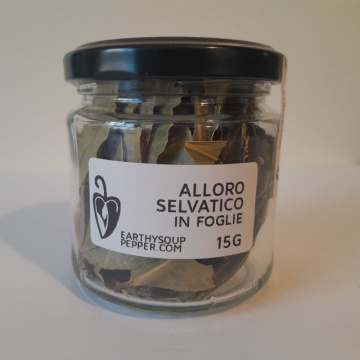 ALLORO
SELVATICO
IN FOGLIE
EARTHYSOUP
PEPPER.COM
15G